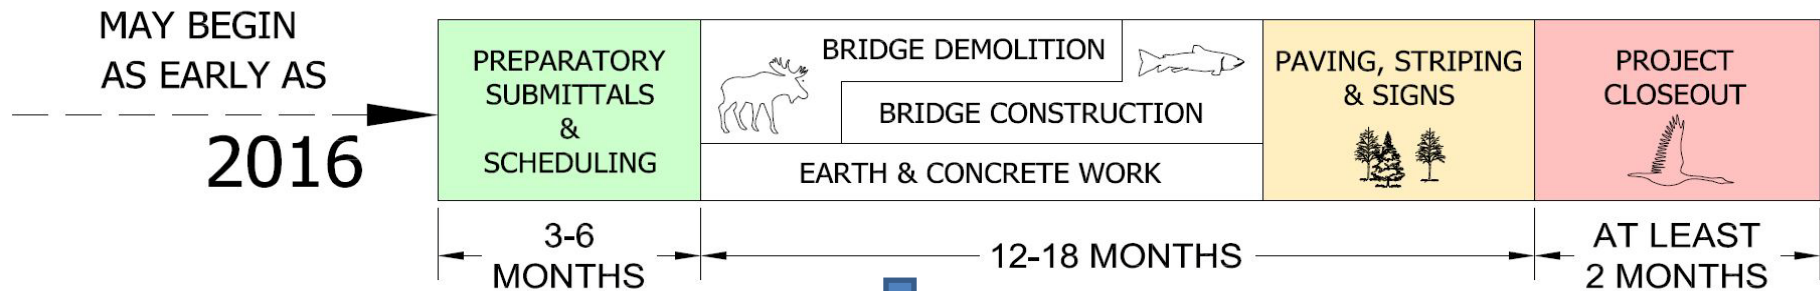 MAY BEGIN
AS EARLY AS
2016
PREPARATORY
SUBMITTALS
&
SCHEDULING
BRIDGE DEMOLITION
BRIDGE CONSTRUCTION
EARTH & CONCRETE WORK
PAVING, STRIPING
& SIGNS
PROJECT
CLOSEOUT
3-6
MONTHS
12-18 MONTHS
AT LEAST
2 MONTHS